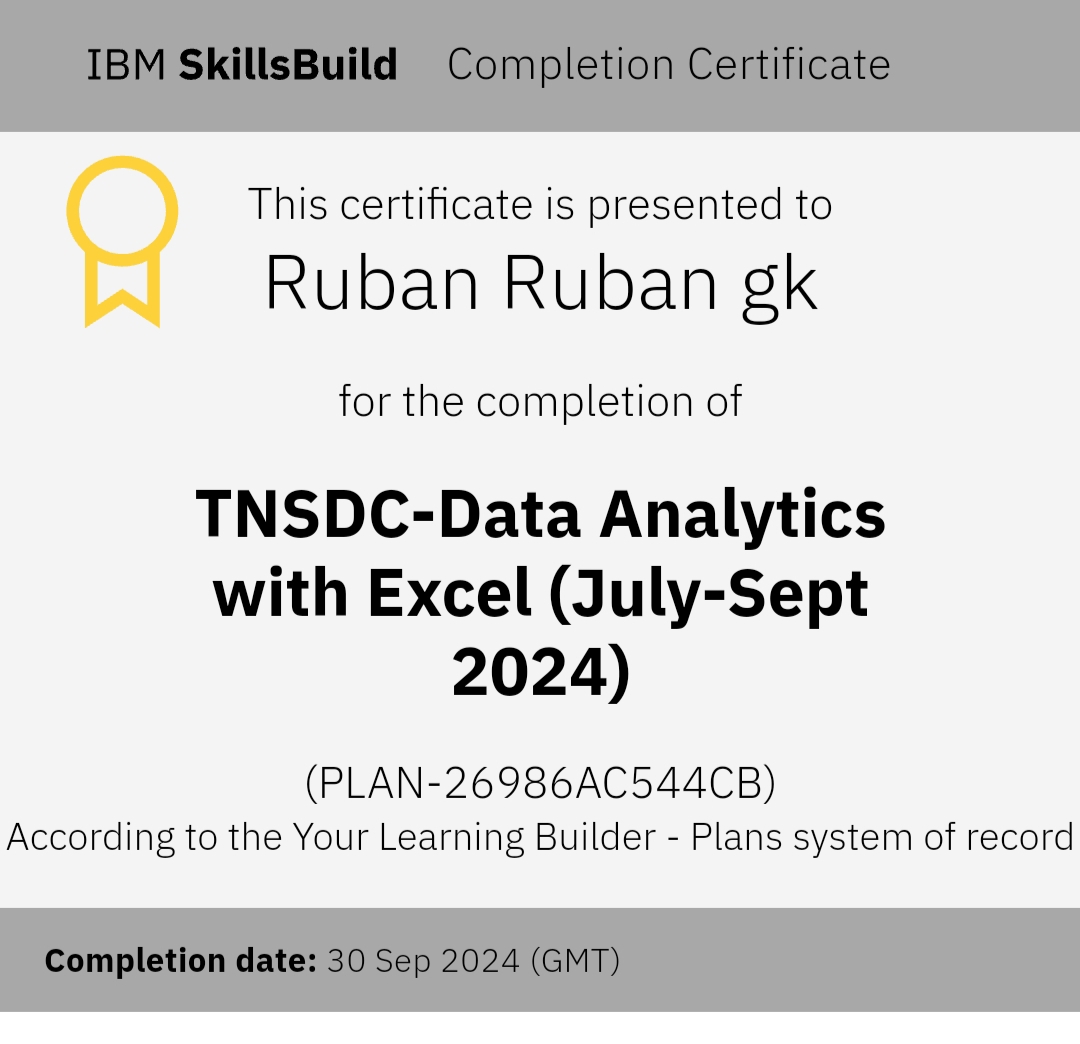 IBM SkillsBuild Completion Certificate
This certificate is presented to
Ruban Ruban gk
for the completion of
TNSDC-Data Analytics
with Excel (July-Sept
2024)
(PLAN-26986AC544CB)
According to the Your Learning Builder - Plans system of record
Completion date: 30 Sep 2024 (GMT)